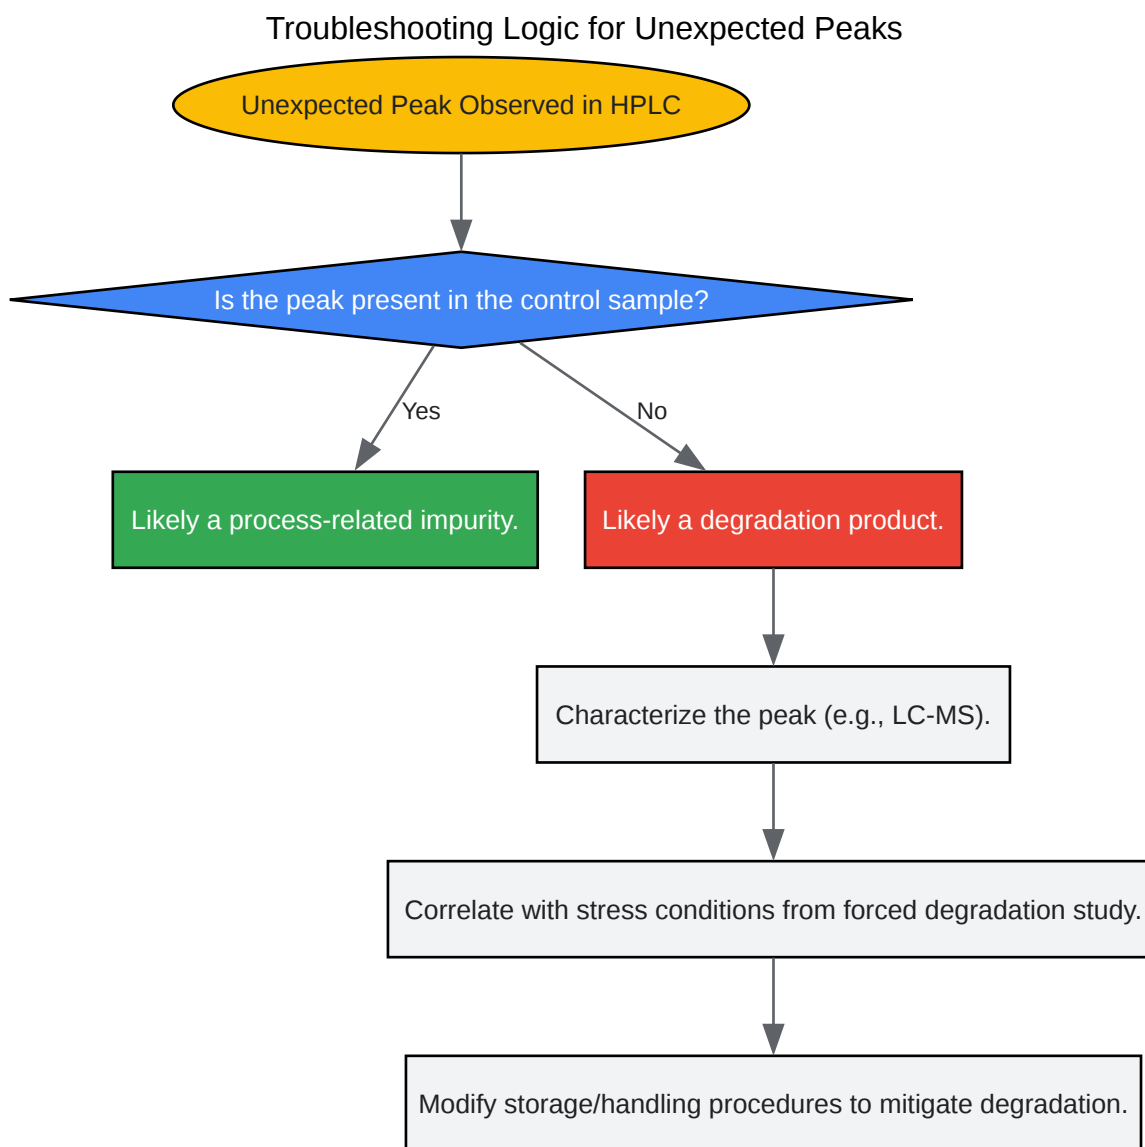 Troubleshooting Logic for Unexpected Peaks
Unexpected Peak Observed in HPLC
Is the peak present in the control sample?
Yes
No
Likely a process-related impurity.
Likely a degradation product.
Characterize the peak (e.g., LC-MS).
Correlate with stress conditions from forced degradation study.
Modify storage/handling procedures to mitigate degradation.